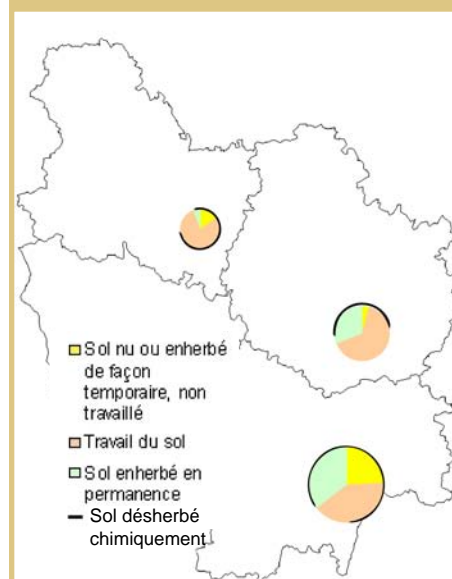 Sol nu ou enherbé
de façon
temporaire, non
travaillé
Travail du sol
Sol enherbé en
permanence
Sol désherbé
chimiquement